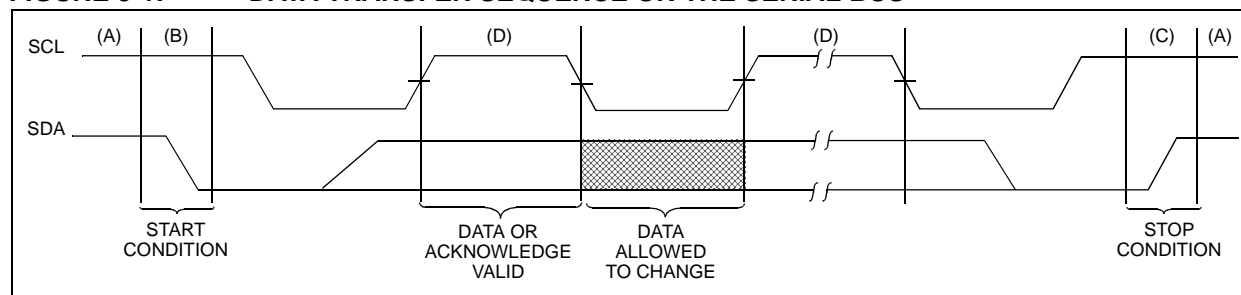 (A) (B) (D) (D) (C) (A)
SCL
SDA
START
CONDITION
DATA OR
ACKNOWLEDGE
VALID
DATA
ALLOWED
TO CHANGE
STOP
CONDITION